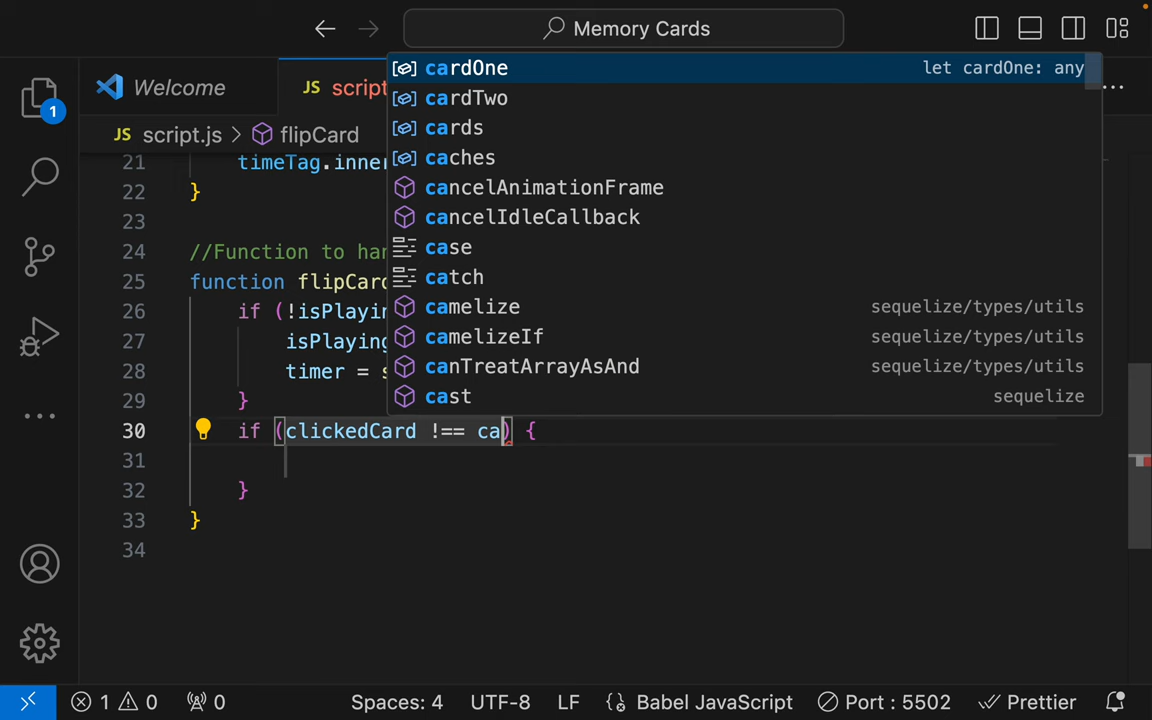 Memory Cards
Welcome
JS script
cardOne let cardOne: any
cardTwo
cards
caches
cancelAnimationFrame
cancelIdleCallback
case
catch
camelize sequelize/types/utils
camelizeIf sequelize/types/utils
canTreatArrayAsAnd sequelize/types/utils
cast sequelize
1
JS script.js > flipCard
21 timeTag.inner
22 }
23
24 //Function to han
25 function flipCard
26 if (!isPlayin
27 isPlaying
28 timer = s
29 }
30 if (clickedCard !== ca) {
31
32 }
33 }
34
1 0 0 Spaces: 4 UTF-8 LF Babel JavaScript Port : 5502 Prettier